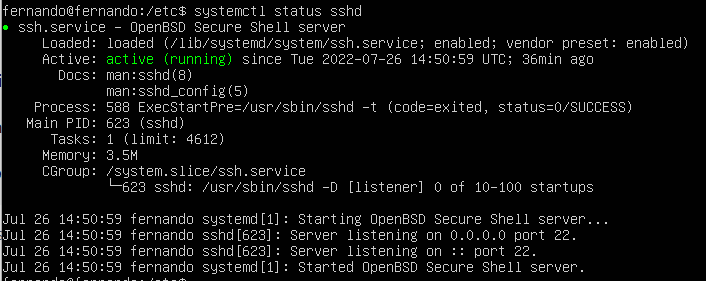 fernando@fernando:/etc$ systemctl status sshd
● ssh.service – OpenBSD Secure Shell server
Loaded: loaded (/lib/systemd/system/ssh.service; enabled; vendor preset: enabled)
Active: active (running) since Tue 2022-07-26 14:50:59 UTC; 36min ago
Docs: man:sshd(8)
man:sshd_config(5)
Process: 588 ExecStartPre=/usr/sbin/sshd -t (code=exited, status=0/SUCCESS)
Main PID: 623 (sshd)
Tasks: 1 (limit: 4612)
Memory: 3.5M
CGroup: /system.slice/ssh.service
└─623 sshd: /usr/sbin/sshd -D [listener] 0 of 10-100 startups
Jul 26 14:50:59 fernando systemd[1]: Starting OpenBSD Secure Shell server...
Jul 26 14:50:59 fernando sshd[623]: Server listening on 0.0.0.0 port 22.
Jul 26 14:50:59 fernando sshd[623]: Server listening on :: port 22.
Jul 26 14:50:59 fernando systemd[1]: Started OpenBSD Secure Shell server.
fernando@fernando:/etc$